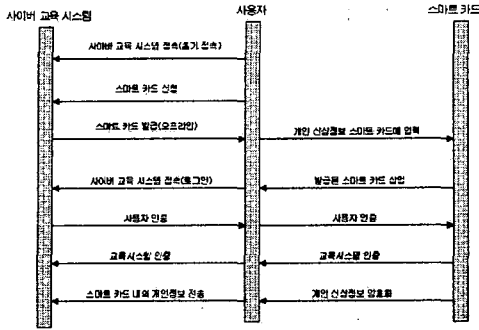 사이버 교육 시스템
사용자
스마트 카드
사이버 교육 시스템 접속(초기 접속)
스마트 카드 신청
스마트 카드 발급(오프라인)
개인 신상정보 스마트 카드에 입력
사이버 교육 시스템 접속(로그인)
발급된 스마트 카드 삽입
사용자 인증
사용자 인증
교육시스템 인증
교육시스템 인증
스마트 카드 내의 개인정보 전송
개인 신상정보 암호화